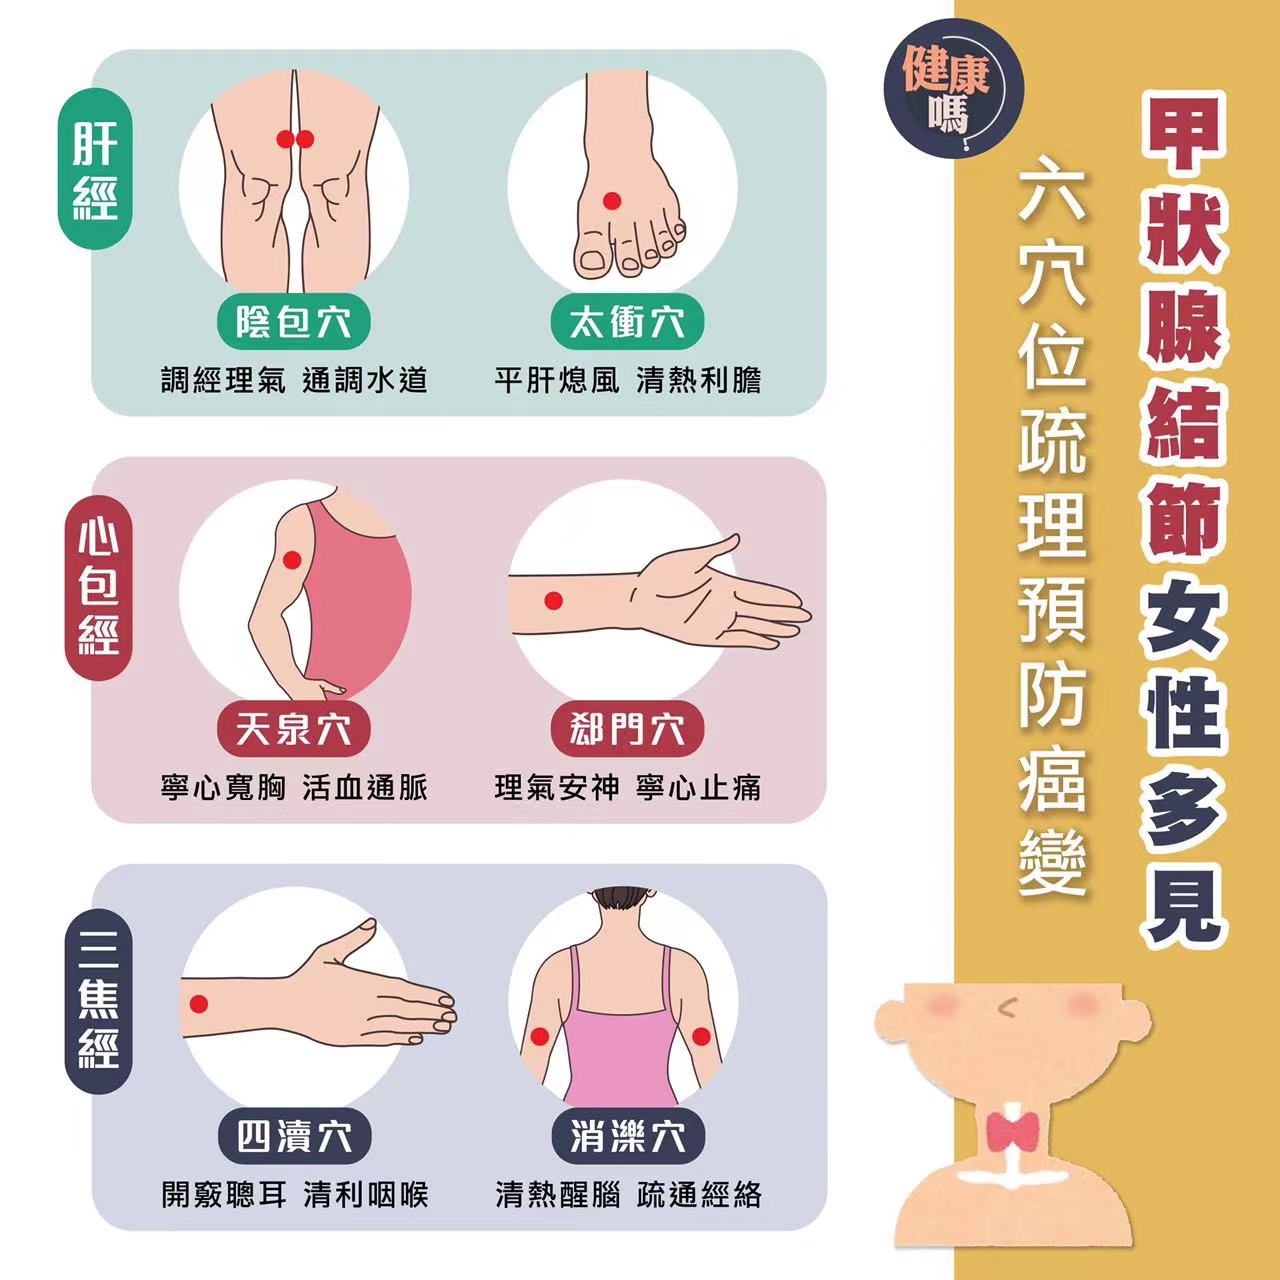 健康
嗎?
甲狀腺結節女性多見
六穴位疏理預防癌變
肝經
陰包穴
調經理氣 通調水道
太衝穴
平肝熄風 清熱利膽
心包經
天泉穴
寧心寬胸 活血通脈
郄門穴
理氣安神 寧心止痛
三焦經
四瀆穴
開竅聰耳 清利咽喉
消濼穴
清熱醒腦 疏通經絡